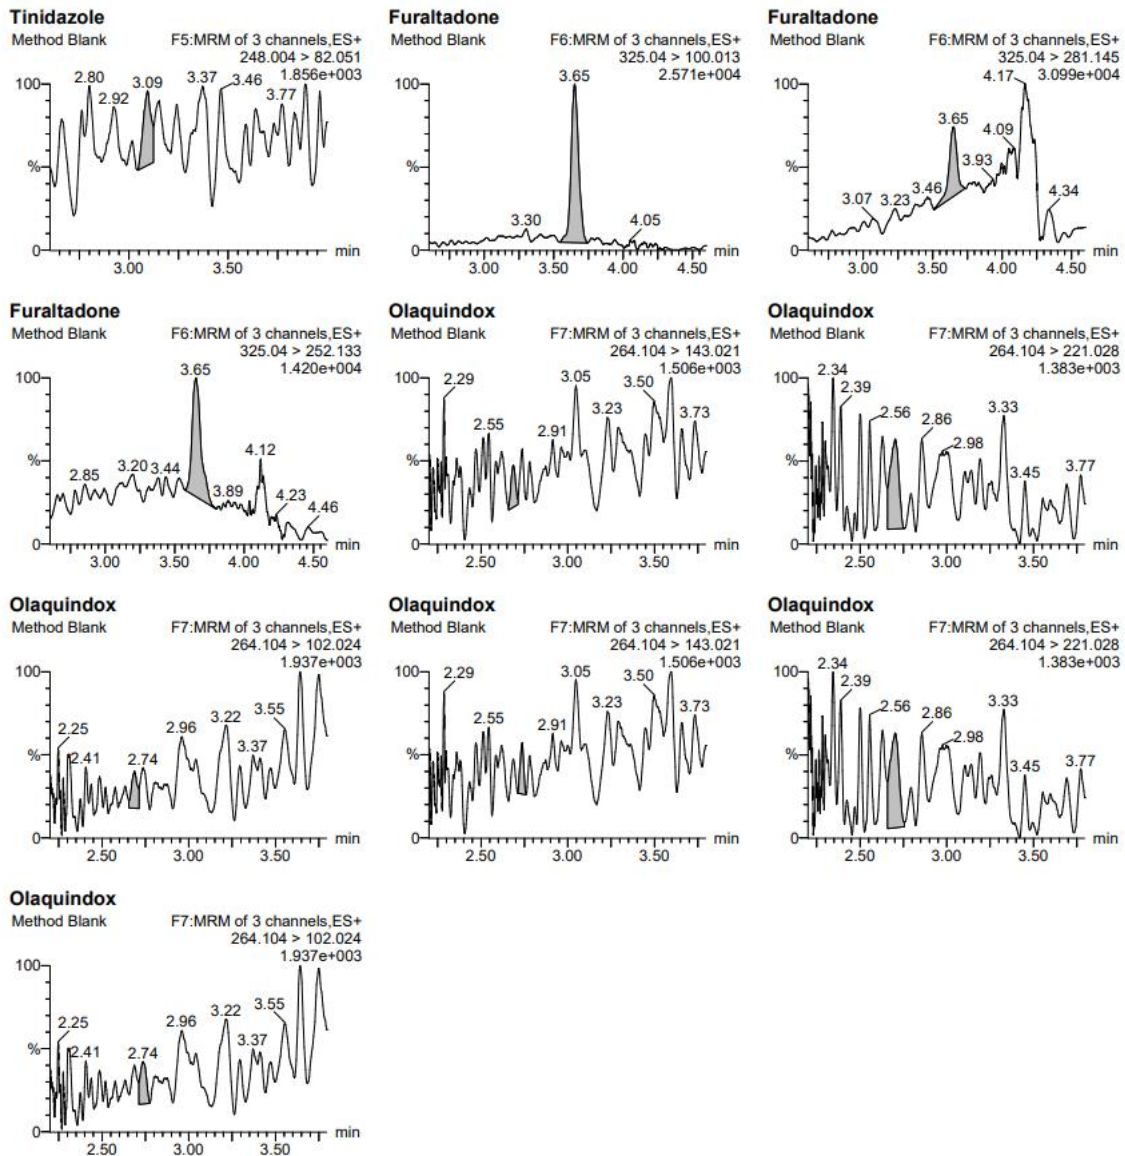 Tinidazole
Method Blank F5:MRM of 3 channels,ES+
248.004 > 82.051
1.856e+003
100
2.80
2.92
3.09
3.37
3.46
3.77
%
0
3.00 3.50 min
Furaltadone
Method Blank F6:MRM of 3 channels,ES+
325.04 > 100.013
2.571e+004
100
3.65
%
3.30
4.05
0
3.00 3.50 4.00 4.50 min
Furaltadone
Method Blank F6:MRM of 3 channels,ES+
325.04 > 281.145
3.099e+004
100
4.17
3.65
4.09
3.93
%
3.07
3.23
3.46
4.34
0
3.00 3.50 4.00 4.50 min
Furaltadone
Method Blank F6:MRM of 3 channels,ES+
325.04 > 252.133
1.420e+004
100
3.65
%
2.85
3.20
3.44
3.89
4.12
4.23
4.46
0
3.00 3.50 4.00 4.50 min
Olaquindox
Method Blank F7:MRM of 3 channels,ES+
264.104 > 143.021
1.506e+003
100
2.29
2.55
2.91
3.05
3.23
3.50
3.73
%
0
2.50 3.00 3.50 min
Olaquindox
Method Blank F7:MRM of 3 channels,ES+
264.104 > 221.028
1.383e+003
100
2.34
2.39
2.56
2.86
2.98
3.33
3.45
3.77
%
0
2.50 3.00 3.50 min
Olaquindox
Method Blank F7:MRM of 3 channels,ES+
264.104 > 102.024
1.937e+003
100
2.25
2.41
2.74
2.96
3.22
3.37
3.55
%
0
2.50 3.00 3.50 min
Olaquindox
Method Blank F7:MRM of 3 channels,ES+
264.104 > 143.021
1.506e+003
100
2.29
2.55
2.91
3.05
3.23
3.50
3.73
%
0
2.50 3.00 3.50 min
Olaquindox
Method Blank F7:MRM of 3 channels,ES+
264.104 > 221.028
1.383e+003
100
2.34
2.39
2.56
2.86
2.98
3.33
3.45
3.77
%
0
2.50 3.00 3.50 min
Olaquindox
Method Blank F7:MRM of 3 channels,ES+
264.104 > 102.024
1.937e+003
100
2.25
2.41
2.74
2.96
3.22
3.37
3.55
%
0
2.50 3.00 3.50 min